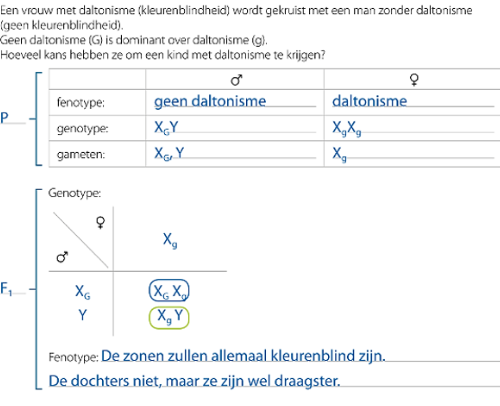 Een vrouw met daltonisme (kleurenblindheid) wordt gekruist met een man zonder daltonisme
(geen kleurenblindheid).
Geen daltonisme (G) is dominant over daltonisme (g).
Hoeveel kans hebben ze om een kind met daltonisme te krijgen?
♂ ♀
P
fenotype: geen daltonisme daltonisme
genotype: X_GY X_gX_g
gameten: X_G, Y X_g
Genotype:
♀
♂
X_g
F₁
X_G X_G X_g
Y X_g Y
Fenotype: De zonen zullen allemaal kleurenblind zijn.
De dochters niet, maar ze zijn wel draagster.